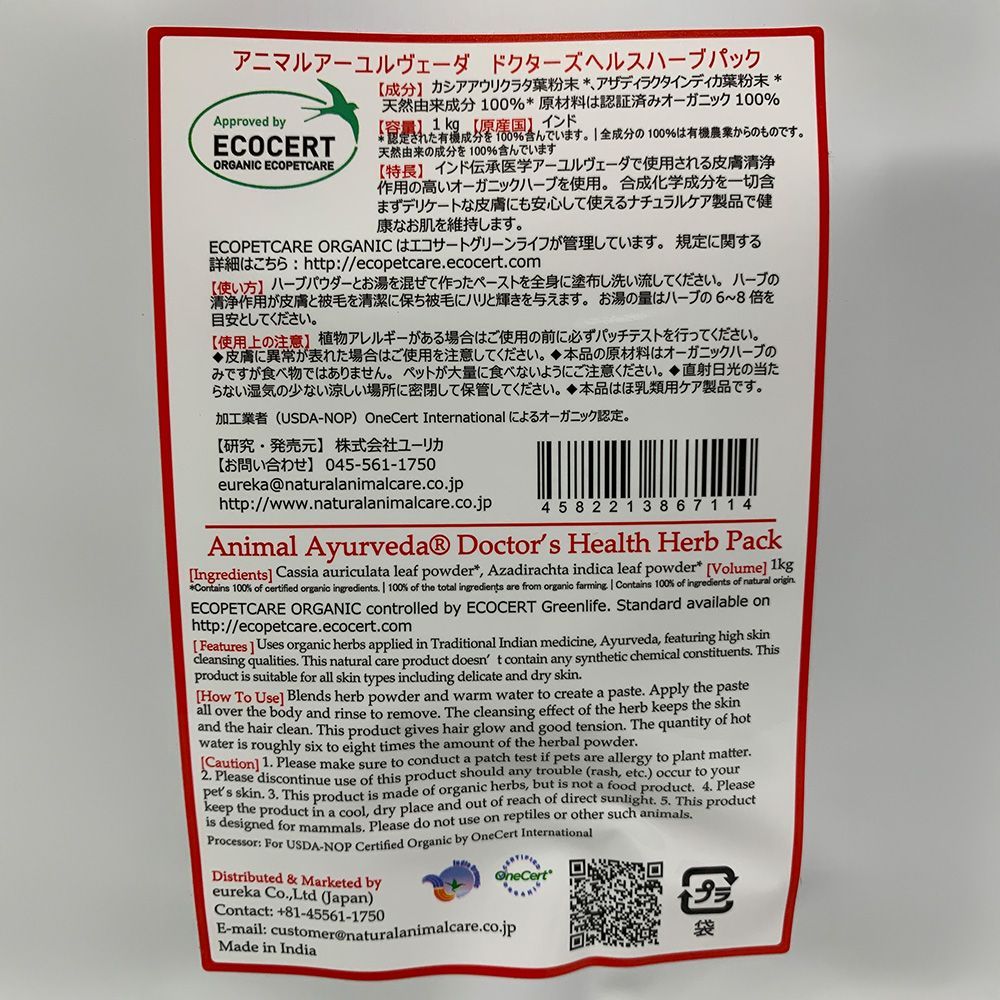 アニマルアーユルヴェーダ ドクターズヘルスハーブパック
Approved by
ECOCERT
ORGANIC ECOPETCARE
【成分】カシアアウリクラタ葉粉末*、アザディラクタインディカ葉粉末*
天然由来成分 100%* 原材料は認証済みオーガニック 100%
【容量】1 kg 【原産国】インド
*認定された有機成分を100%含んでいます。|全成分の100%は有機農業からのものです。
天然由来の成分を100%含んでいます
【特長】インド伝承医学アーユルヴェーダで使用される皮膚清浄
作用の高いオーガニックハーブを使用。 合成化学成分を一切含
まずデリケートな皮膚にも安心して使えるナチュラルケア製品で健
康なお肌を維持します。
ECOPETCARE ORGANIC はエコサートグリーンライフが管理しています。 規定に関する
詳細はこちら : http://ecopetcare.ecocert.com
【使い方】ハーブパウダーとお湯を混ぜて作ったペーストを全身に塗布し洗い流してください。 ハーブの
清浄作用が皮膚と被毛を清潔に保ち被毛にハリと輝きを与えます。 お湯の量はハーブの 6~8 倍を
目安としてください。
【使用上の注意】植物アレルギーがある場合はご使用の前に必ずパッチテストを行ってください。
◆皮膚に異常が表れた場合はご使用を注意してください。◆本品の原材料はオーガニックハーブの
みですが食べ物ではありません。 ペットが大量に食べないようにご注意ください。◆直射日光の当た
らない湿気の少ない涼しい場所に密閉して保管してください。◆本品はほ乳類用ケア製品です。
加工業者（USDA-NOP）OneCert International によるオーガニック認定。
【研究・発売元】 株式会社ユーリカ
【お問い合わせ】 045-561-1750
eureka@naturalanimalcare.co.jp
http://www.naturalanimalcare.co.jp
4582213867114
Animal Ayurveda® Doctor's Health Herb Pack
[Ingredients] Cassia auriculata leaf powder*, Azadirachta indica leaf powder* [Volume] 1kg
*Contains 100% of certified organic ingredients. | 100% of the total ingredients are from organic farming. | Contains 100% of ingredients of natural origin.
ECOPETCARE ORGANIC controlled by ECOCERT Greenlife. Standard available on
http://ecopetcare.ecocert.com
[ Features ] Uses organic herbs applied in Traditional Indian medicine, Ayurveda, featuring high skin
cleansing qualities. This natural care product doesn' t contain any synthetic chemical constituents. This
product is suitable for all skin types including delicate and dry skin.
[How To Use] Blends herb powder and warm water to create a paste. Apply the paste
all over the body and rinse to remove. The cleansing effect of the herb keeps the skin
and the hair clean. This product gives hair glow and good tension. The quantity of hot
water is roughly six to eight times the amount of the herbal powder.
[Caution] 1. Please make sure to conduct a patch test if pets are allergy to plant matter.
2. Please discontinue use of this product should any trouble (rash, etc.) occur to your
pet's skin. 3. This product is made of organic herbs, but is not a food product. 4. Please
keep the product in a cool, dry place and out of reach of direct sunlight. 5. This product
is designed for mammals. Please do not use on reptiles or other such animals.
Processor: For USDA-NOP Certified Organic by OneCert International
Distributed & Marketed by
eureka Co.,Ltd (Japan)
Contact: +81-45561-1750
E-mail: customer@naturalanimalcare.co.jp
Made in India
CERTIFIED
OneCert
ORGANIC
プラ
袋